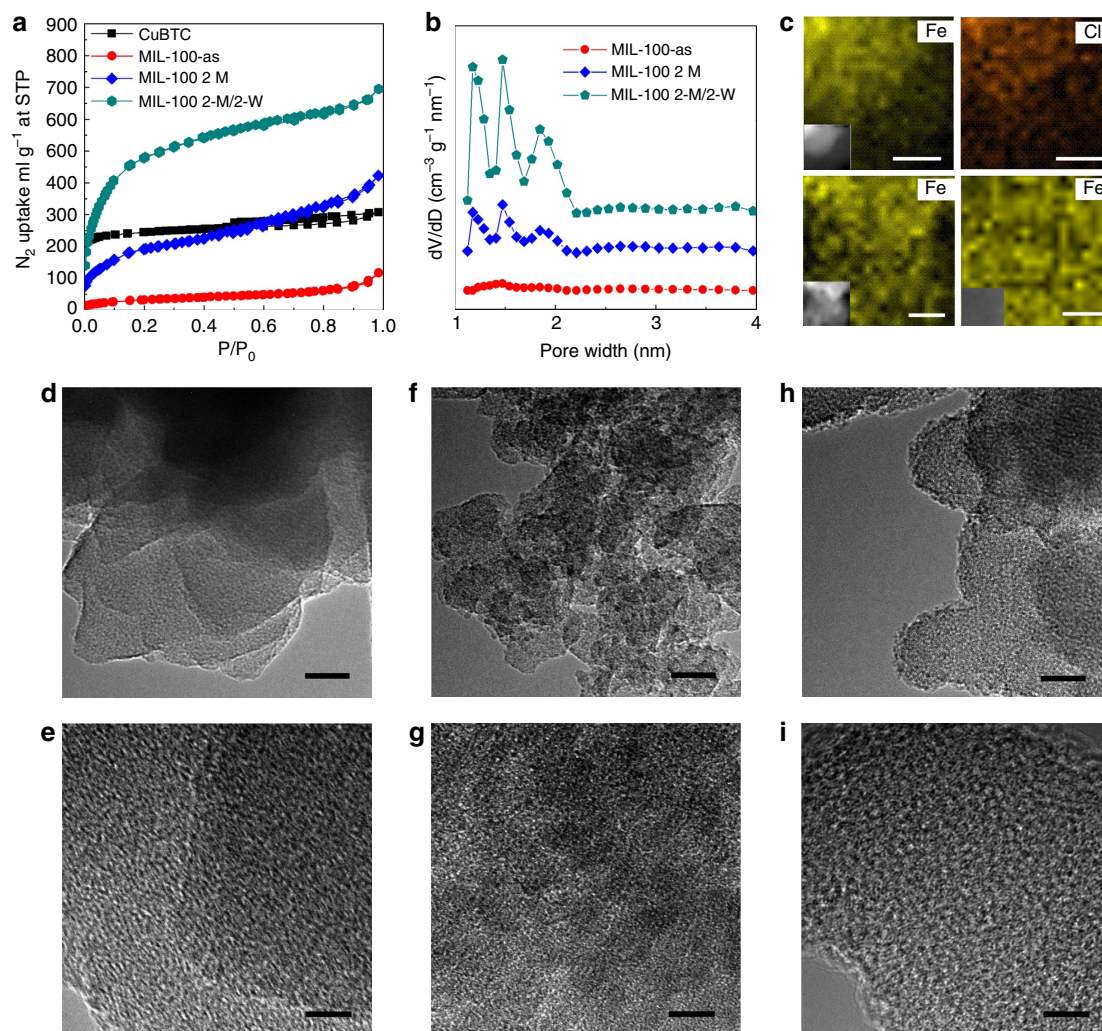 a
900
800
700
600
500
400
300
200
100
0
N₂ uptake ml g⁻¹ at STP
CuBTC
MIL-100-as
MIL-100 2 M
MIL-100 2-M/2-W
0.0 0.2 0.4 0.6 0.8 1.0
P/P₀
b
dV/dD (cm⁻³ g⁻¹ nm⁻¹)
MIL-100-as
MIL-100 2 M
MIL-100 2-M/2-W
1 2 3 4
Pore width (nm)
c
Fe
Cl
Fe
Fe
d
f
h
e
g
i